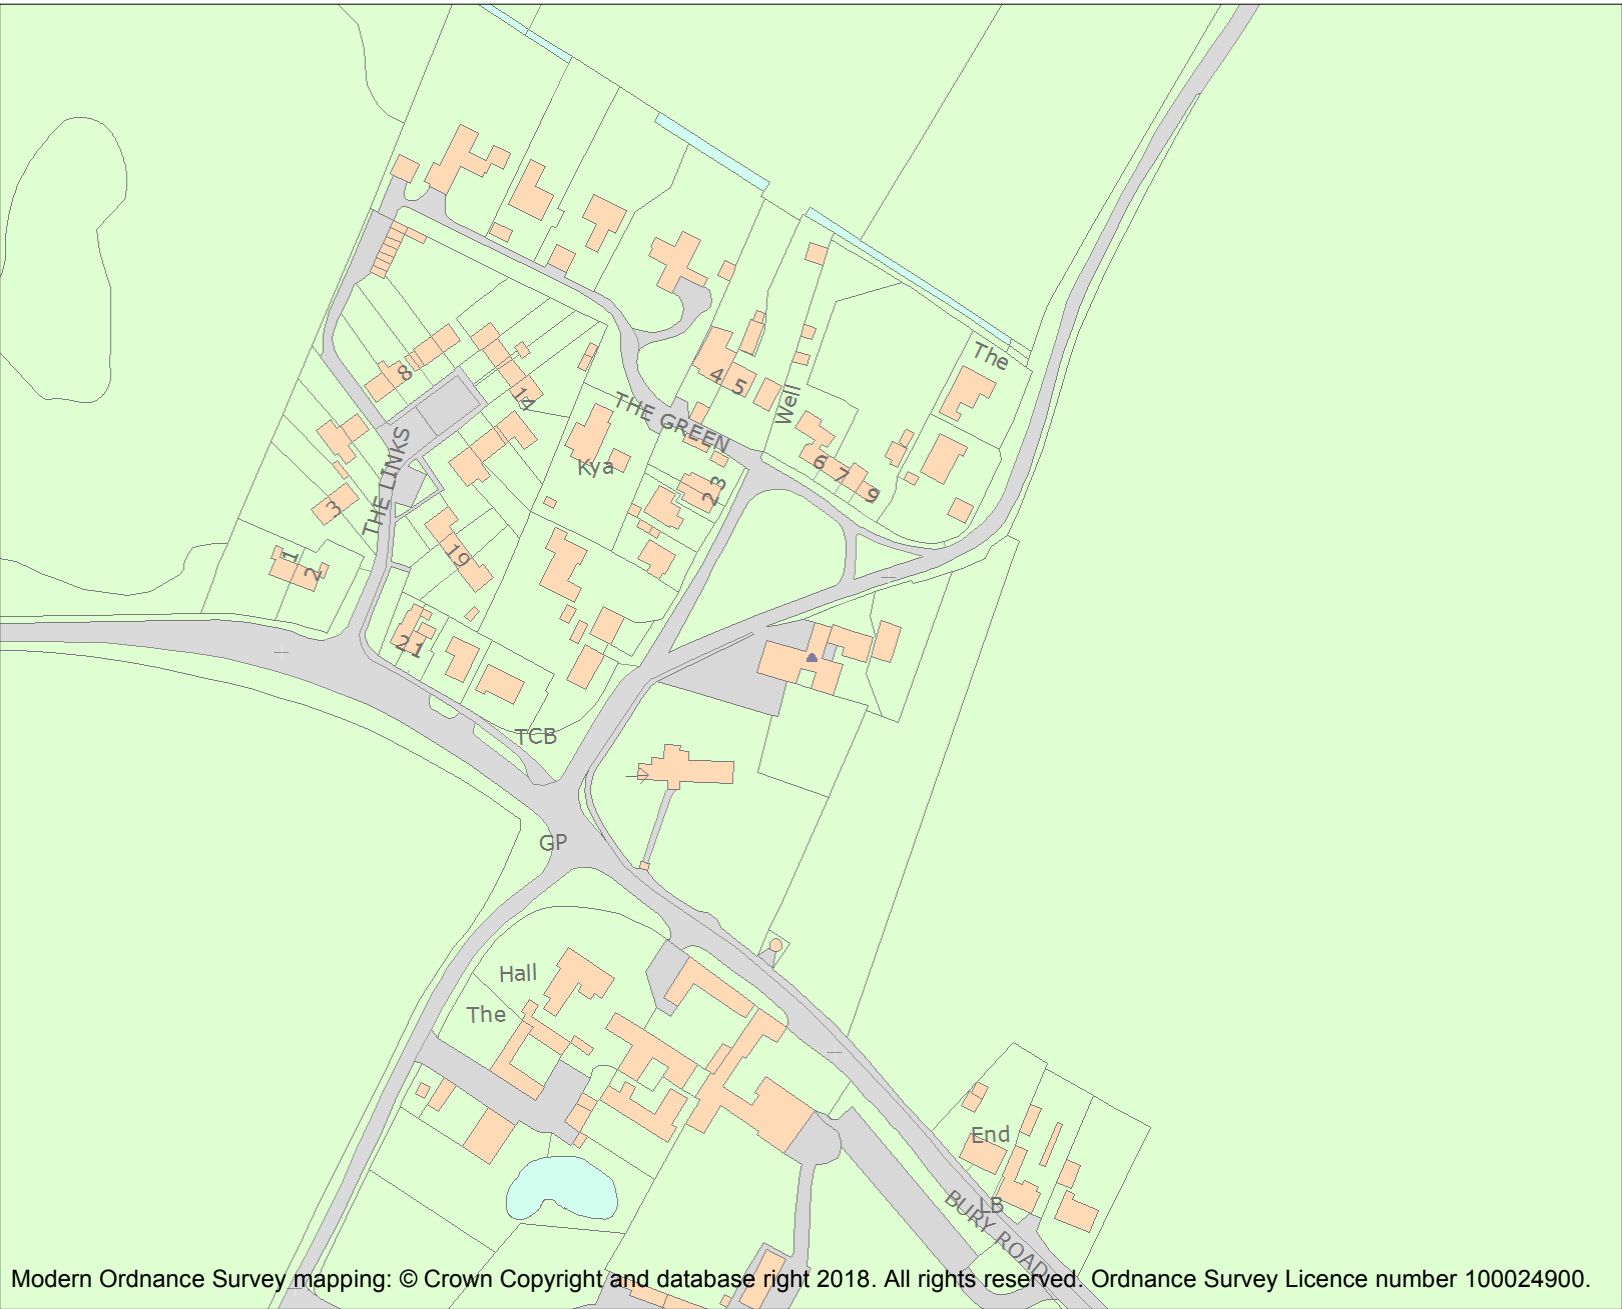 The
4
5
8
Well
14
THE GREEN
Kya
6
7
9
23
THE LINKS
3
1
2
19
21
TCB
GP
Hall
The
End
LB
BURY ROAD
Modern Ordnance Survey mapping: © Crown Copyright and database right 2018. All rights reserved. Ordnance Survey Licence number 100024900.